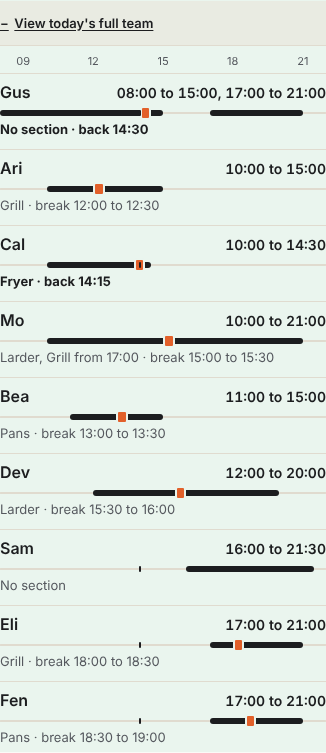 – View today's full team
09 12 15 18 21
Gus 08:00 to 15:00, 17:00 to 21:00
No section · back 14:30
Ari 10:00 to 15:00
Grill · break 12:00 to 12:30
Cal 10:00 to 14:30
Fryer · back 14:15
Mo 10:00 to 21:00
Larder, Grill from 17:00 · break 15:00 to 15:30
Bea 11:00 to 15:00
Pans · break 13:00 to 13:30
Dev 12:00 to 20:00
Larder · break 15:30 to 16:00
Sam 16:00 to 21:30
No section
Eli 17:00 to 21:00
Grill · break 18:00 to 18:30
Fen 17:00 to 21:00
Pans · break 18:30 to 19:00